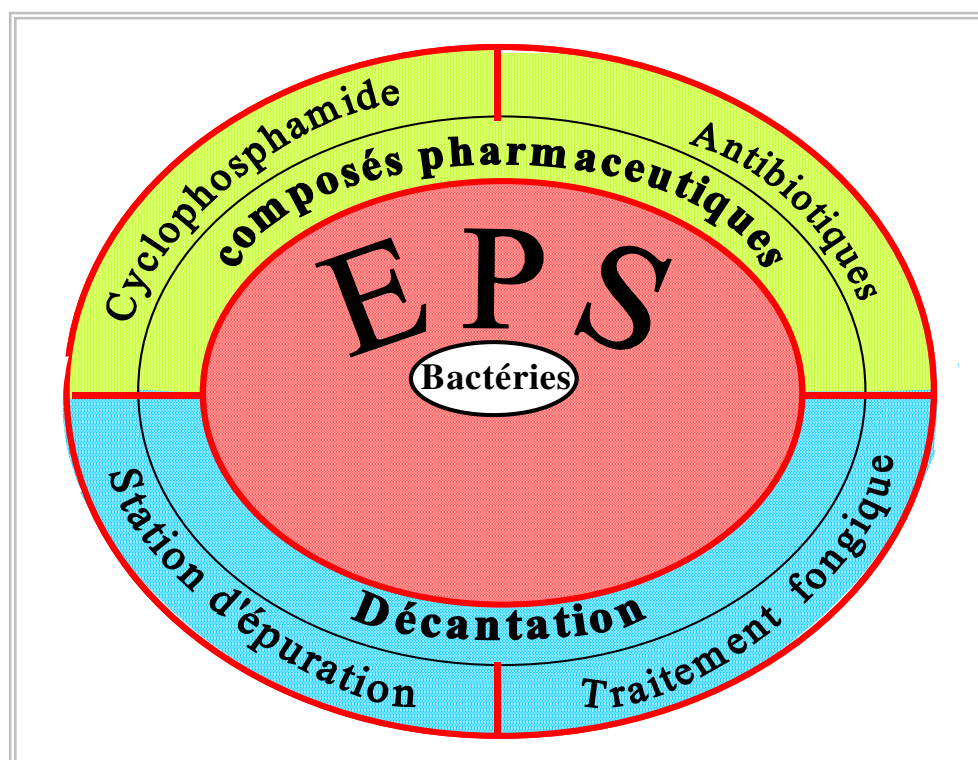 Cyclophosphamide
Antibiotiques
composés pharmaceutiques
EPS
Bactéries
Décantation
Station d'épuration
Traitement fongique